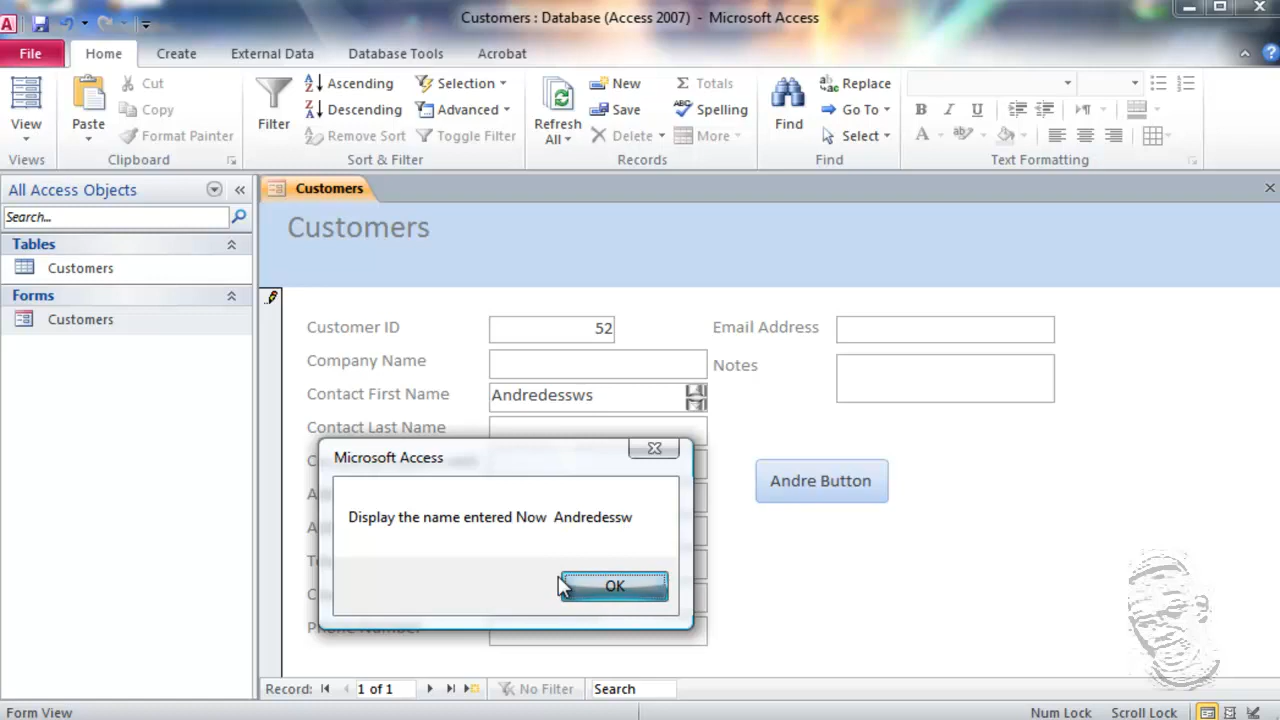 Customers : Database (Access 2007) - Microsoft Access
File Home Create External Data Database Tools Acrobat
View
Views
Paste
Cut
Copy
Format Painter
Clipboard
Filter
Ascending
Descending
Remove Sort
Selection
Advanced
Toggle Filter
Sort & Filter
Refresh
All
New
Save
Delete
Totals
Spelling
More
Records
Find
Replace
Go To
Select
Find
B I U
A
Text Formatting
All Access Objects
Search...
Tables
Customers
Forms
Customers
Customers
Customers
Customer ID 52
Company Name
Contact First Name Andredessws
Contact Last Name
Email Address
Notes
Andre Button
Microsoft Access
Display the name entered Now Andredessw
OK
Phone Number
Record: 1 of 1 No Filter Search
Form View Num Lock Scroll Lock